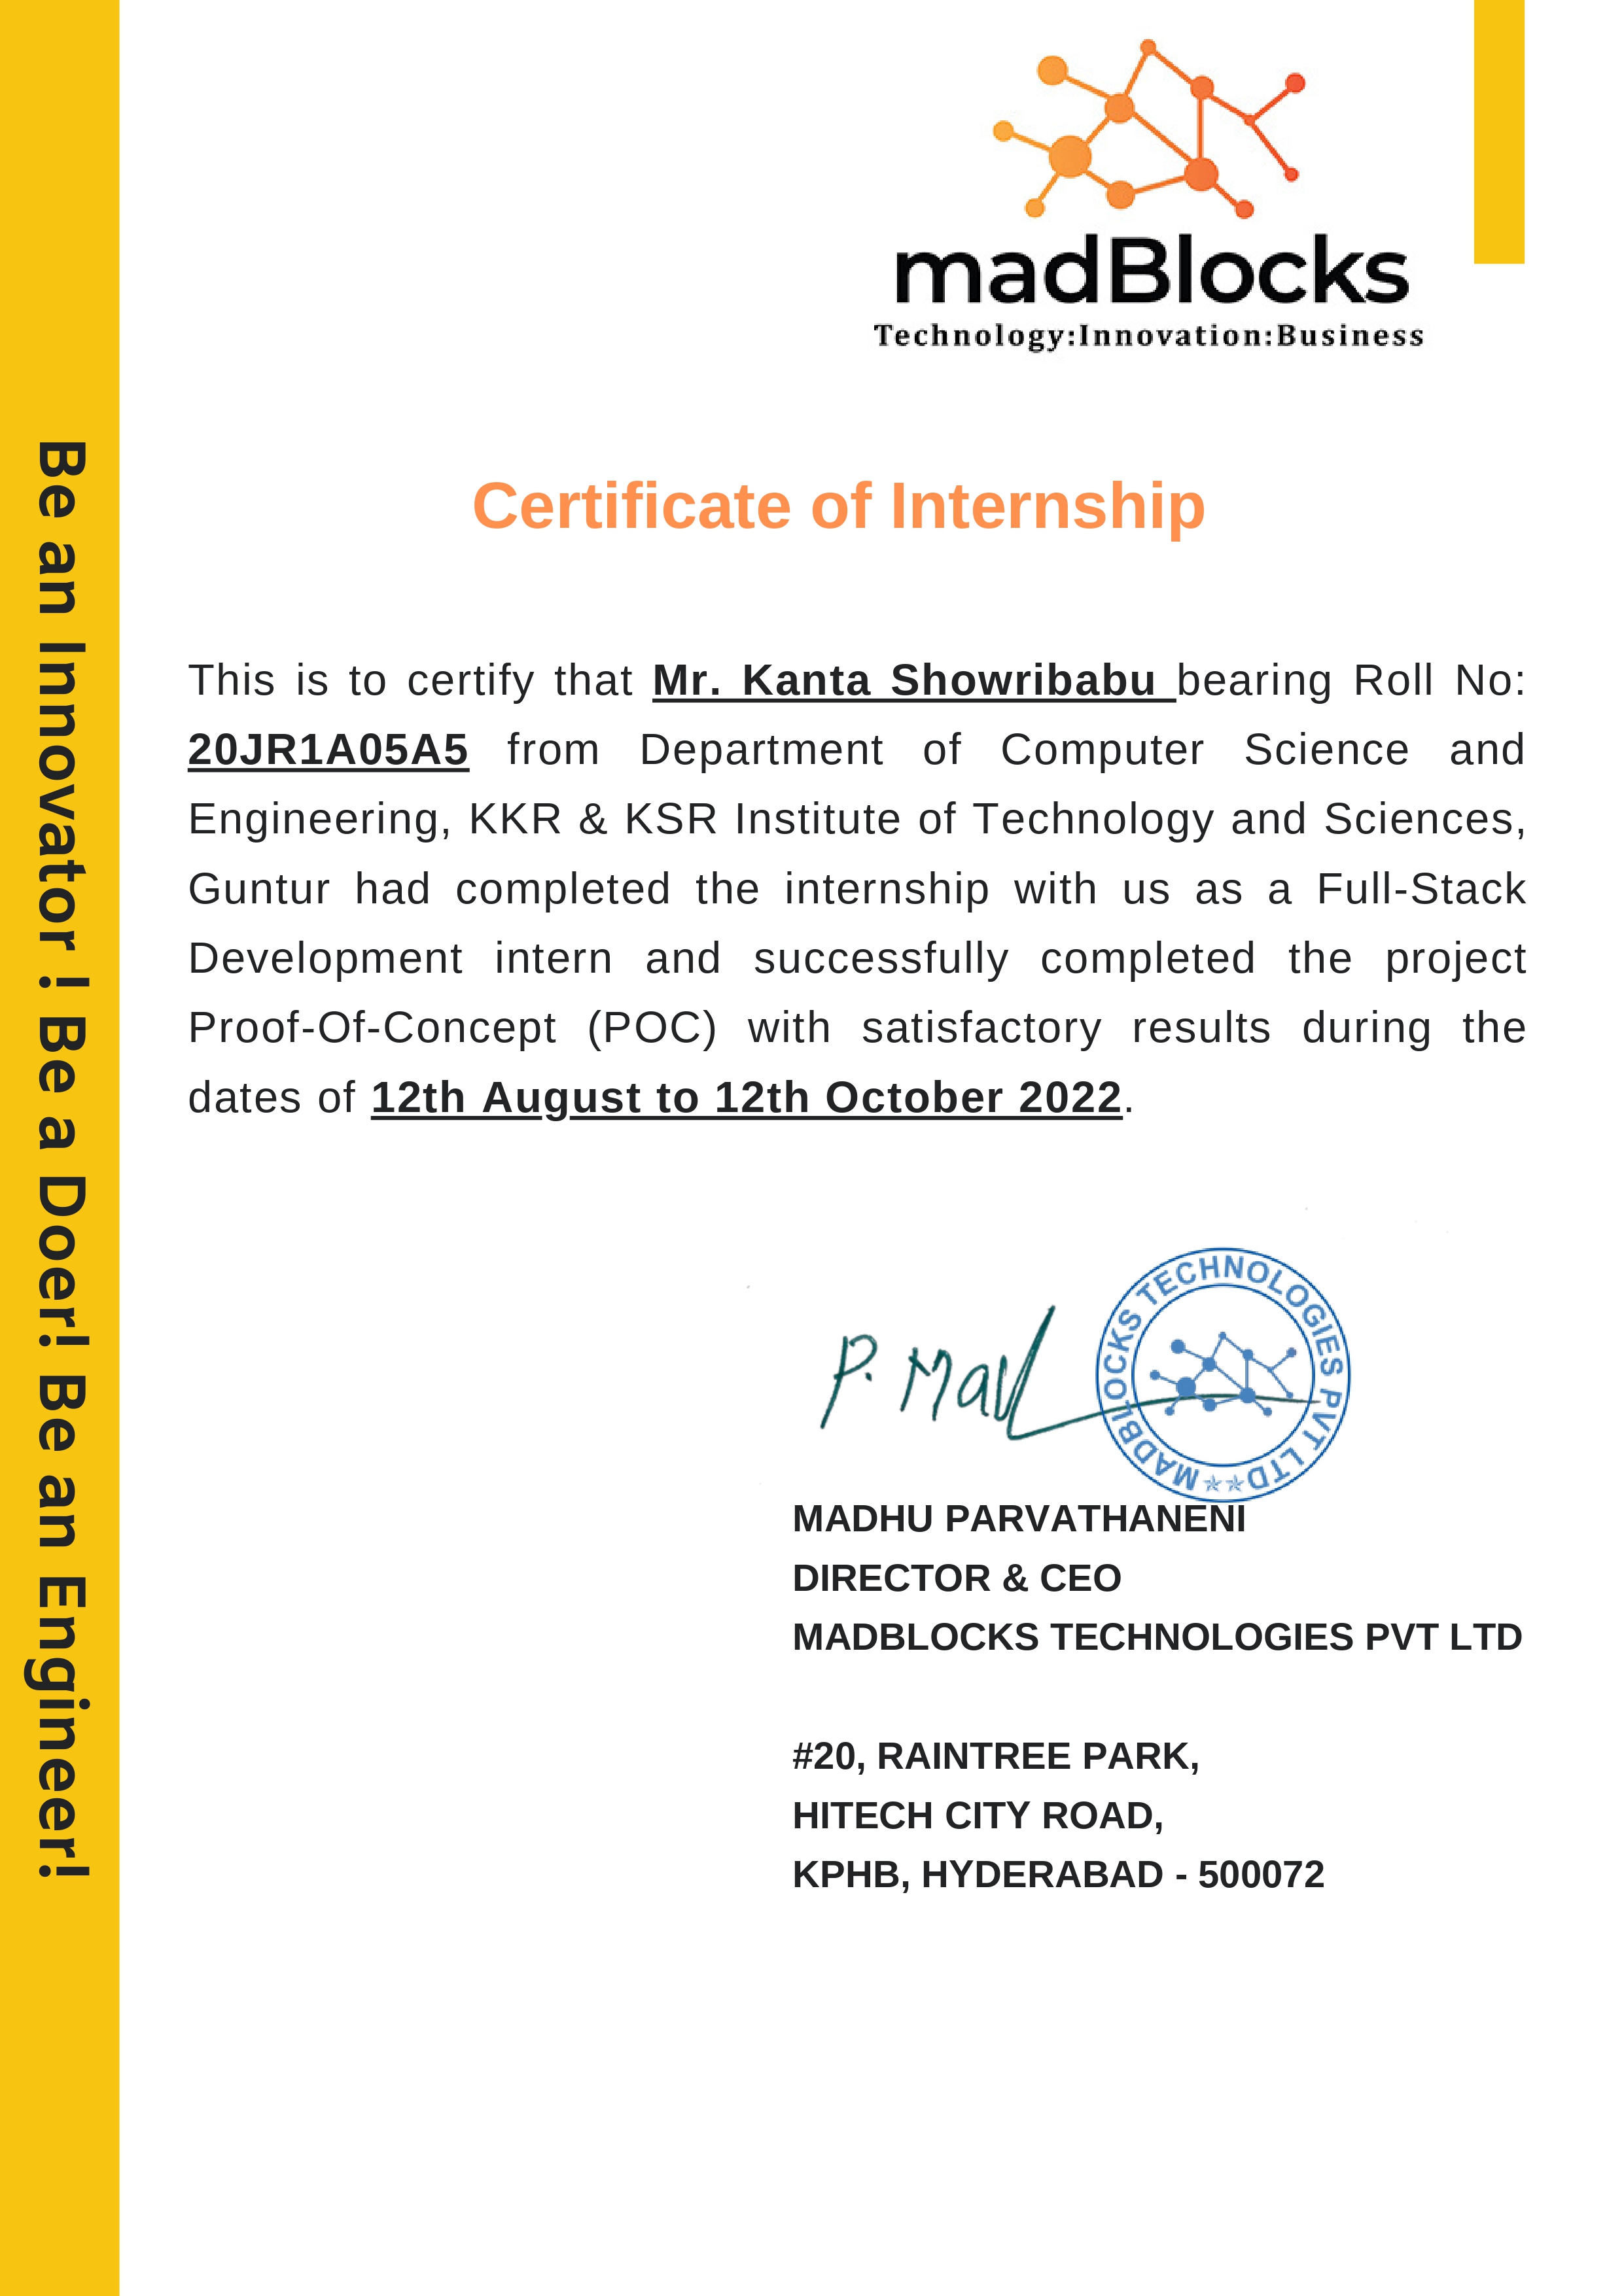 madBlocks
Technology:Innovation:Business
Be an Innovator ! Be a Doer! Be an Engineer!
Certificate of Internship
This is to certify that Mr. Kanta Showribabu bearing Roll No:
20JR1A05A5 from Department of Computer Science and
Engineering, KKR & KSR Institute of Technology and Sciences,
Guntur had completed the internship with us as a Full-Stack
Development intern and successfully completed the project
Proof-Of-Concept (POC) with satisfactory results during the
dates of 12th August to 12th October 2022.
P. Mad
MADBLOCKS TECHNOLOGIES PVT LTD
MADHU PARVATHANENI
DIRECTOR & CEO
MADBLOCKS TECHNOLOGIES PVT LTD
#20, RAINTREE PARK,
HITECH CITY ROAD,
KPHB, HYDERABAD - 500072